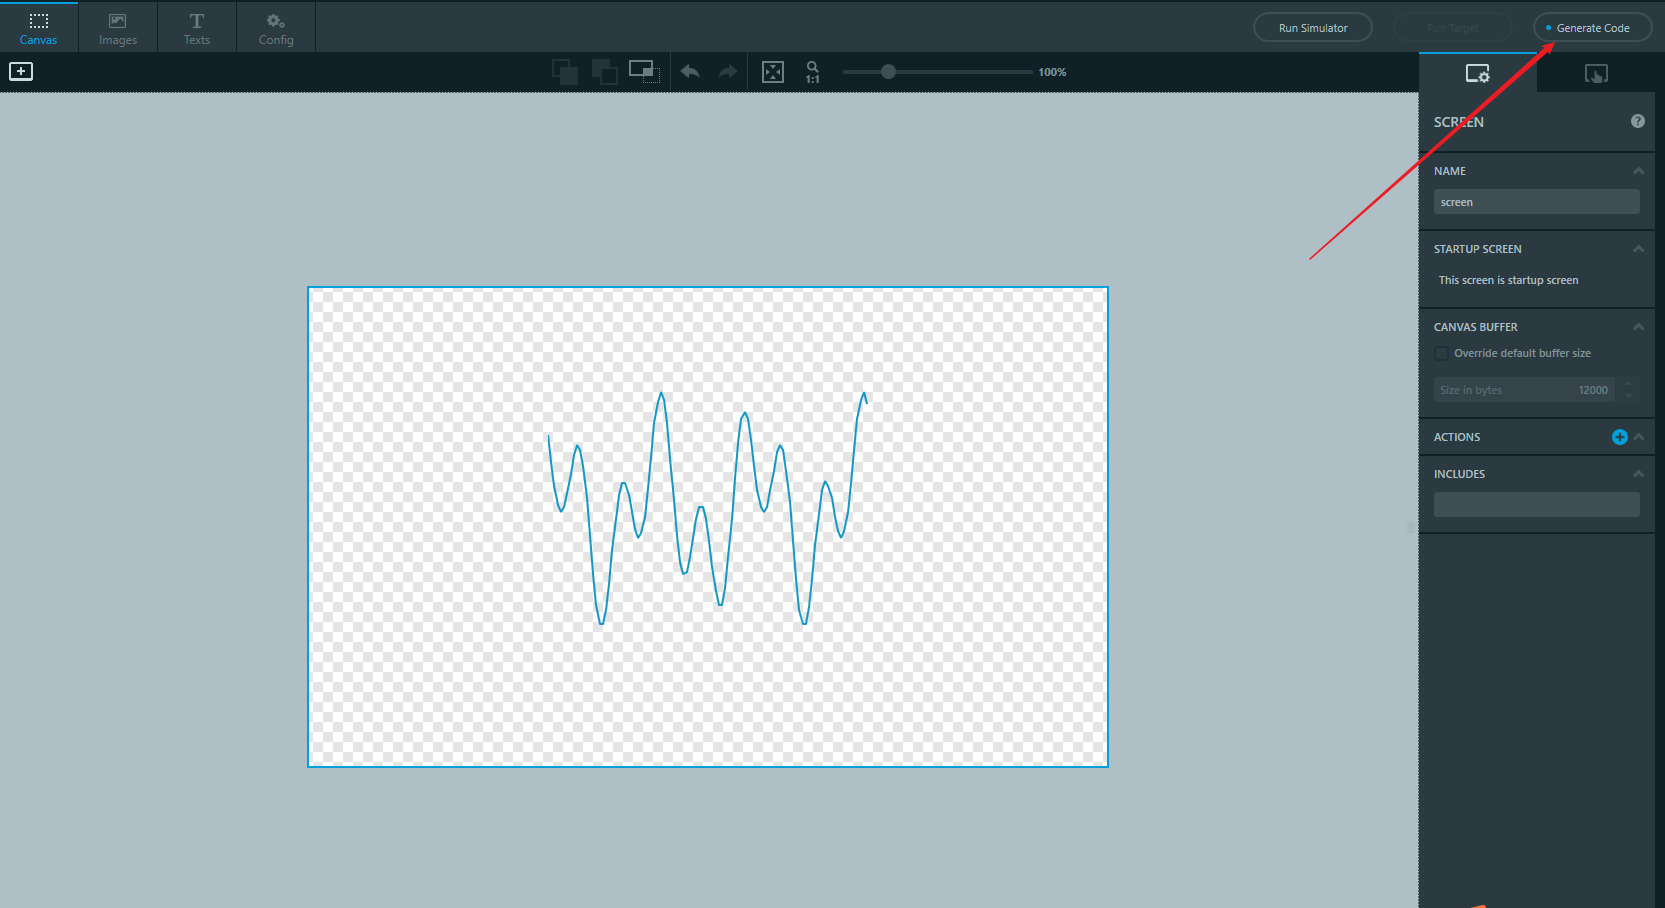 Canvas
Images
Texts
Config
Run Simulator
Run Target
Generate Code
1:1
100%
SCREEN
NAME
screen
STARTUP SCREEN
This screen is startup screen
CANVAS BUFFER
Override default buffer size
Size in bytes 12000
ACTIONS
INCLUDES